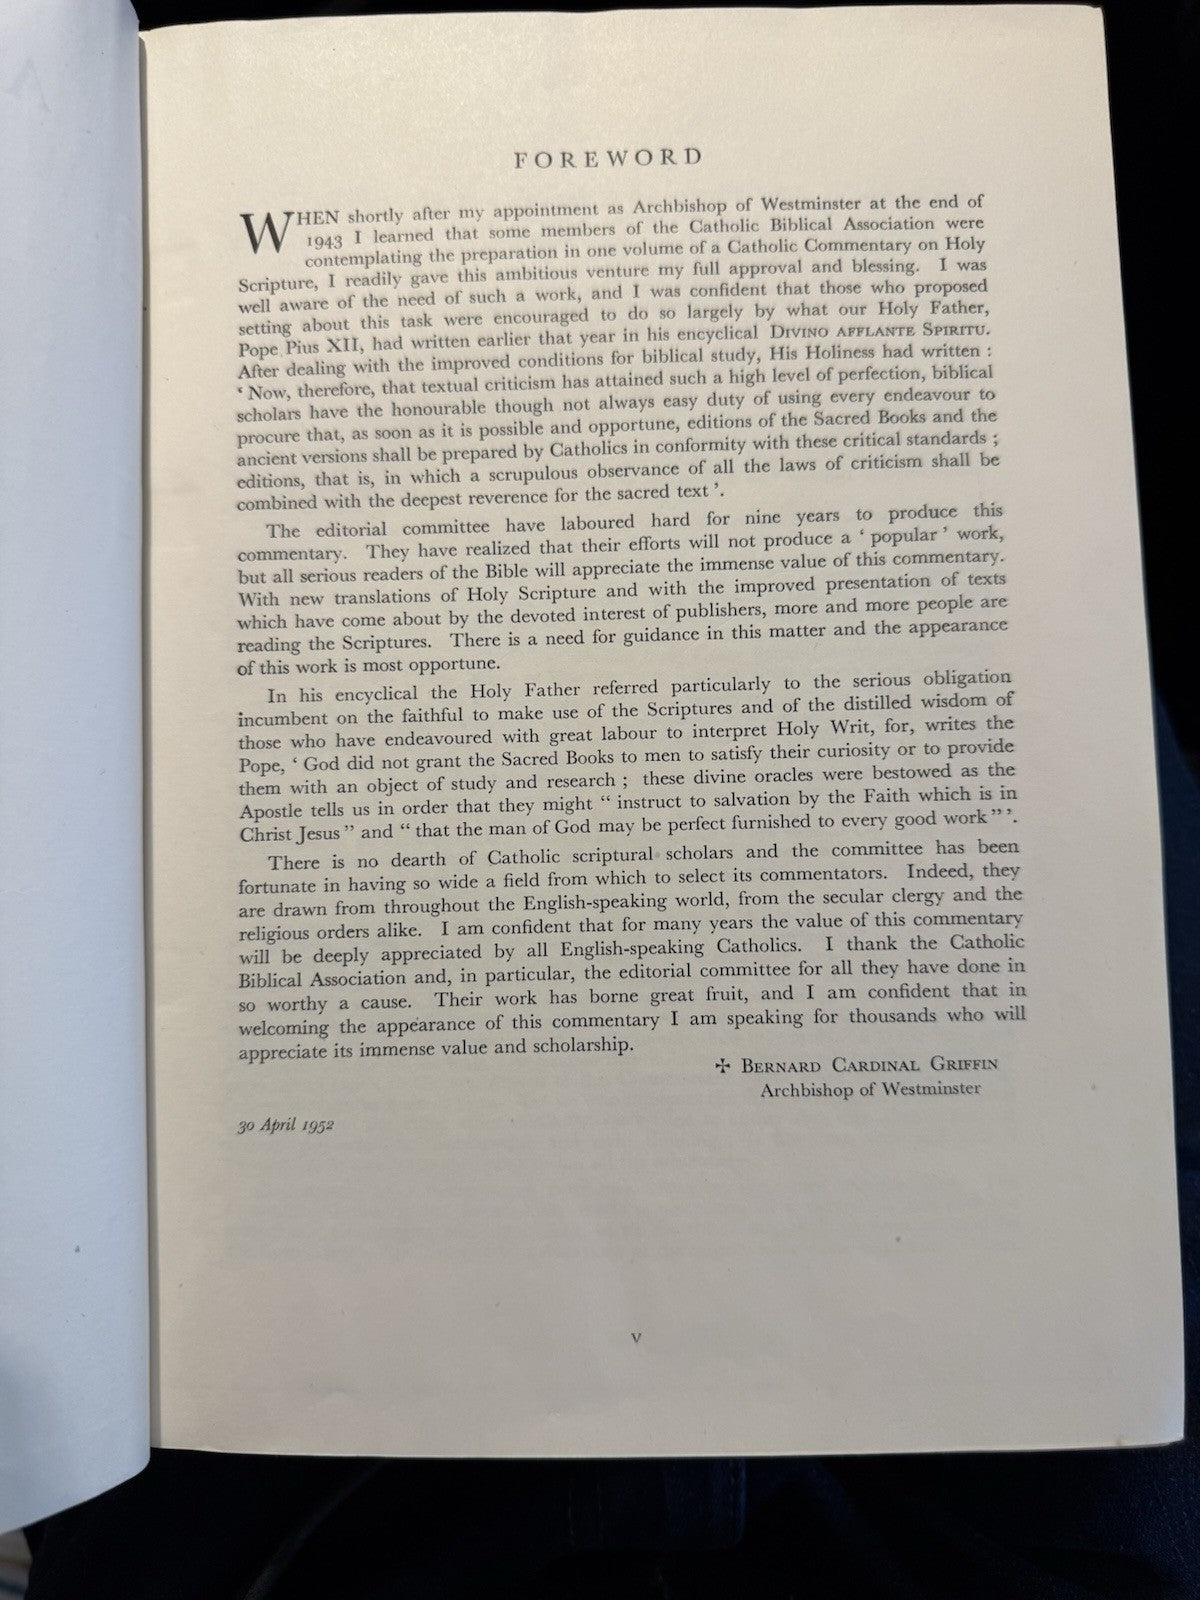 FOREWORD
WHEN shortly after my appointment as Archbishop of Westminster at the end of
1943 I learned that some members of the Catholic Biblical Association were
contemplating the preparation in one volume of a Catholic Commentary on Holy
Scripture, I readily gave this ambitious venture my full approval and blessing. I was
well aware of the need of such a work, and I was confident that those who proposed
setting about this task were encouraged to do so largely by what our Holy Father,
Pope Pius XII, had written earlier that year in his encyclical DIVINO AFFLANTE SPIRITU.
After dealing with the improved conditions for biblical study, His Holiness had written :
‘ Now, therefore, that textual criticism has attained such a high level of perfection, biblical
scholars have the honourable though not always easy duty of using every endeavour to
procure that, as soon as it is possible and opportune, editions of the Sacred Books and the
ancient versions shall be prepared by Catholics in conformity with these critical standards ;
editions, that is, in which a scrupulous observance of all the laws of criticism shall be
combined with the deepest reverence for the sacred text ’.
The editorial committee have laboured hard for nine years to produce this
commentary. They have realized that their efforts will not produce a ‘ popular ’ work,
but all serious readers of the Bible will appreciate the immense value of this commentary.
With new translations of Holy Scripture and with the improved presentation of texts
which have come about by the devoted interest of publishers, more and more people are
reading the Scriptures. There is a need for guidance in this matter and the appearance
of this work is most opportune.
In his encyclical the Holy Father referred particularly to the serious obligation
incumbent on the faithful to make use of the Scriptures and of the distilled wisdom of
those who have endeavoured with great labour to interpret Holy Writ, for, writes the
Pope, ‘ God did not grant the Sacred Books to men to satisfy their curiosity or to provide
them with an object of study and research ; these divine oracles were bestowed as the
Apostle tells us in order that they might “ instruct to salvation by the Faith which is in
Christ Jesus ” and “ that the man of God may be perfect furnished to every good work ” ’.
There is no dearth of Catholic scriptural scholars and the committee has been
fortunate in having so wide a field from which to select its commentators. Indeed, they
are drawn from throughout the English-speaking world, from the secular clergy and the
religious orders alike. I am confident that for many years the value of this commentary
will be deeply appreciated by all English-speaking Catholics. I thank the Catholic
Biblical Association and, in particular, the editorial committee for all they have done in
so worthy a cause. Their work has borne great fruit, and I am confident that in
welcoming the appearance of this commentary I am speaking for thousands who will
appreciate its immense value and scholarship.
✠ BERNARD CARDINAL GRIFFIN
Archbishop of Westminster
30 April 1952
v